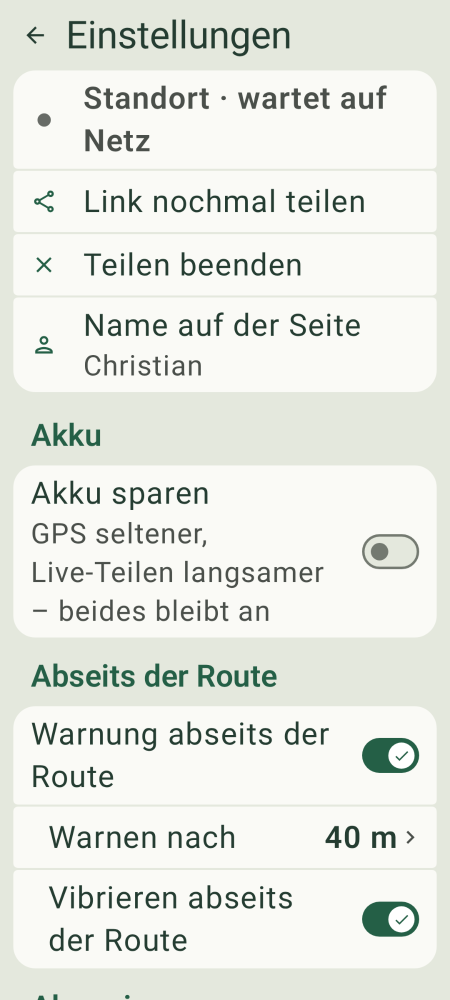 Einstellungen
Standort · wartet auf
Netz
Link nochmal teilen
Teilen beenden
Name auf der Seite
Christian
Akku
Akku sparen
GPS seltener,
Live-Teilen langsamer
– beides bleibt an
Abseits der Route
Warnung abseits der
Route
Warnen nach 40 m
Vibrieren abseits
der Route